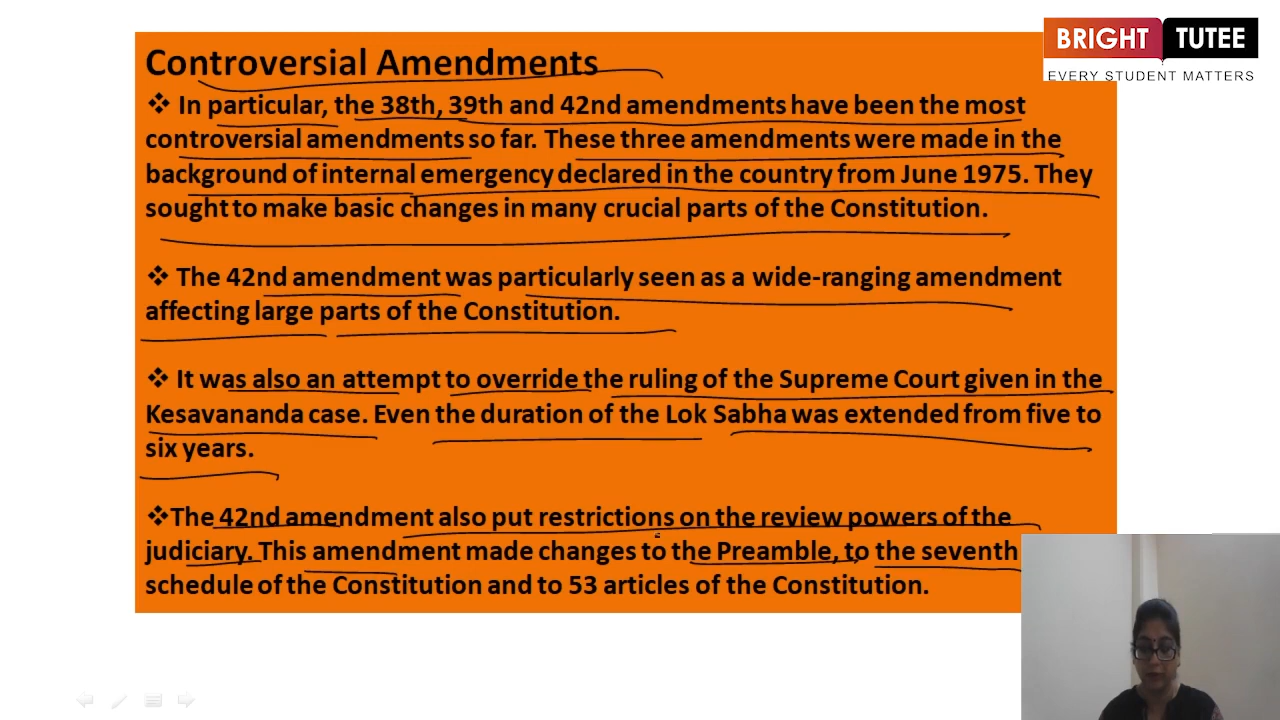 BRIGHT TUTEE
EVERY STUDENT MATTERS
Controversial Amendments
❖ In particular, the 38th, 39th and 42nd amendments have been the most
controversial amendments so far. These three amendments were made in the
background of internal emergency declared in the country from June 1975. They
sought to make basic changes in many crucial parts of the Constitution.
❖ The 42nd amendment was particularly seen as a wide-ranging amendment
affecting large parts of the Constitution.
❖ It was also an attempt to override the ruling of the Supreme Court given in the
Kesavananda case. Even the duration of the Lok Sabha was extended from five to
six years.
❖The 42nd amendment also put restrictions on the review powers of the
judiciary. This amendment made changes to the Preamble, to the seventh
schedule of the Constitution and to 53 articles of the Constitution.